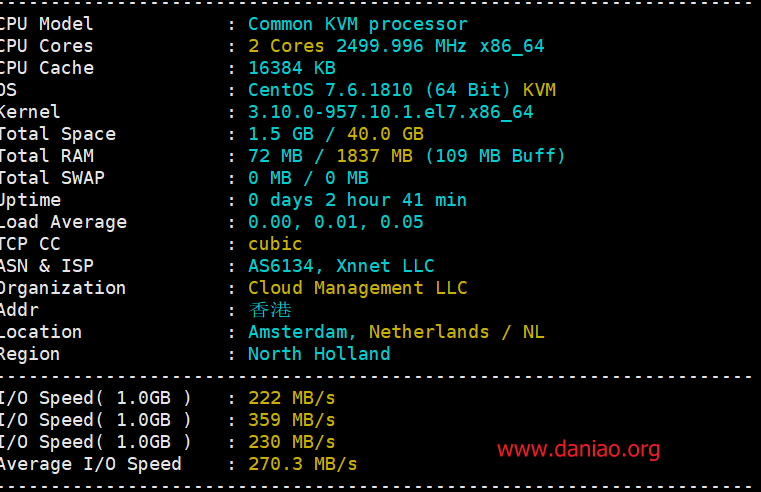 CPU Model : Common KVM processor
CPU Cores : 2 Cores 2499.996 MHz x86_64
CPU Cache : 16384 KB
OS : CentOS 7.6.1810 (64 Bit) KVM
Kernel : 3.10.0-957.10.1.el7.x86_64
Total Space : 1.5 GB / 40.0 GB
Total RAM : 72 MB / 1837 MB (109 MB Buff)
Total SWAP : 0 MB / 0 MB
Uptime : 0 days 2 hour 41 min
Load Average : 0.00, 0.01, 0.05
TCP CC : cubic
ASN & ISP : AS6134, Xnnet LLC
Organization : Cloud Management LLC
Addr : 香港
Location : Amsterdam, Netherlands / NL
Region : North Holland
I/O Speed( 1.0GB ) : 222 MB/s
I/O Speed( 1.0GB ) : 359 MB/s
I/O Speed( 1.0GB ) : 230 MB/s
Average I/O Speed : 270.3 MB/s
www.daniao.org